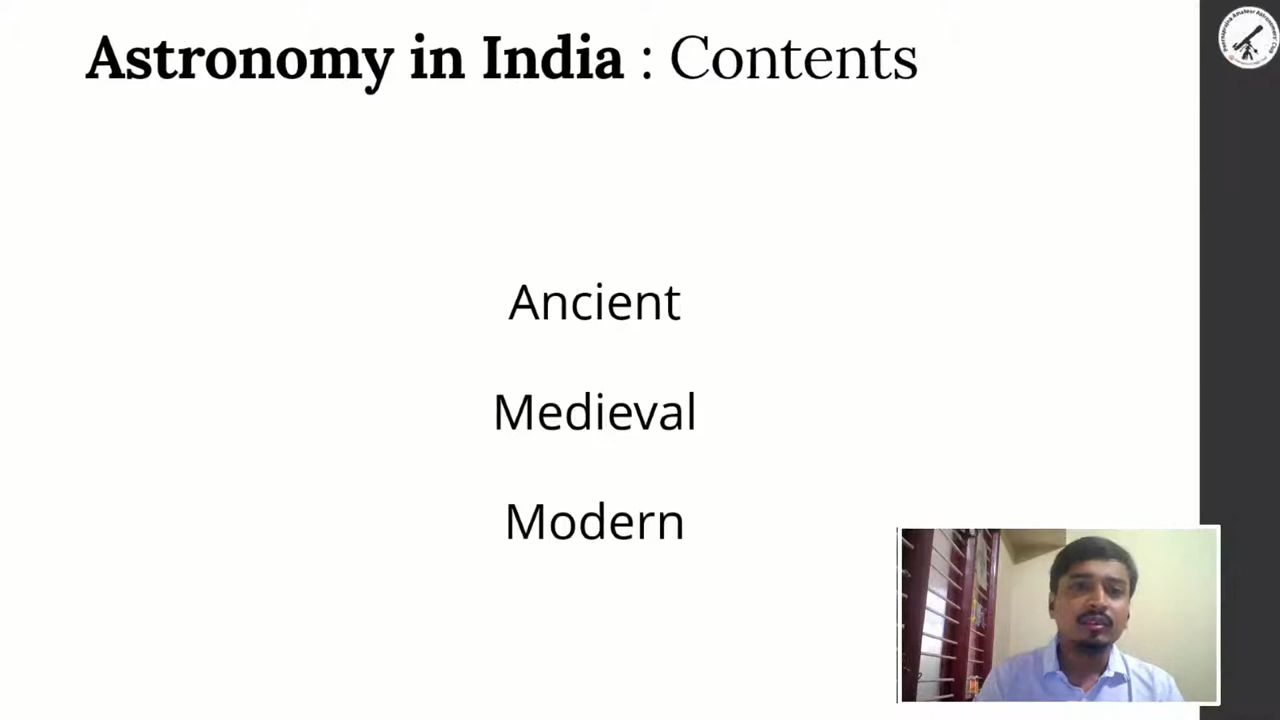 Astronomy in India : Contents
Ancient
Medieval
Modern